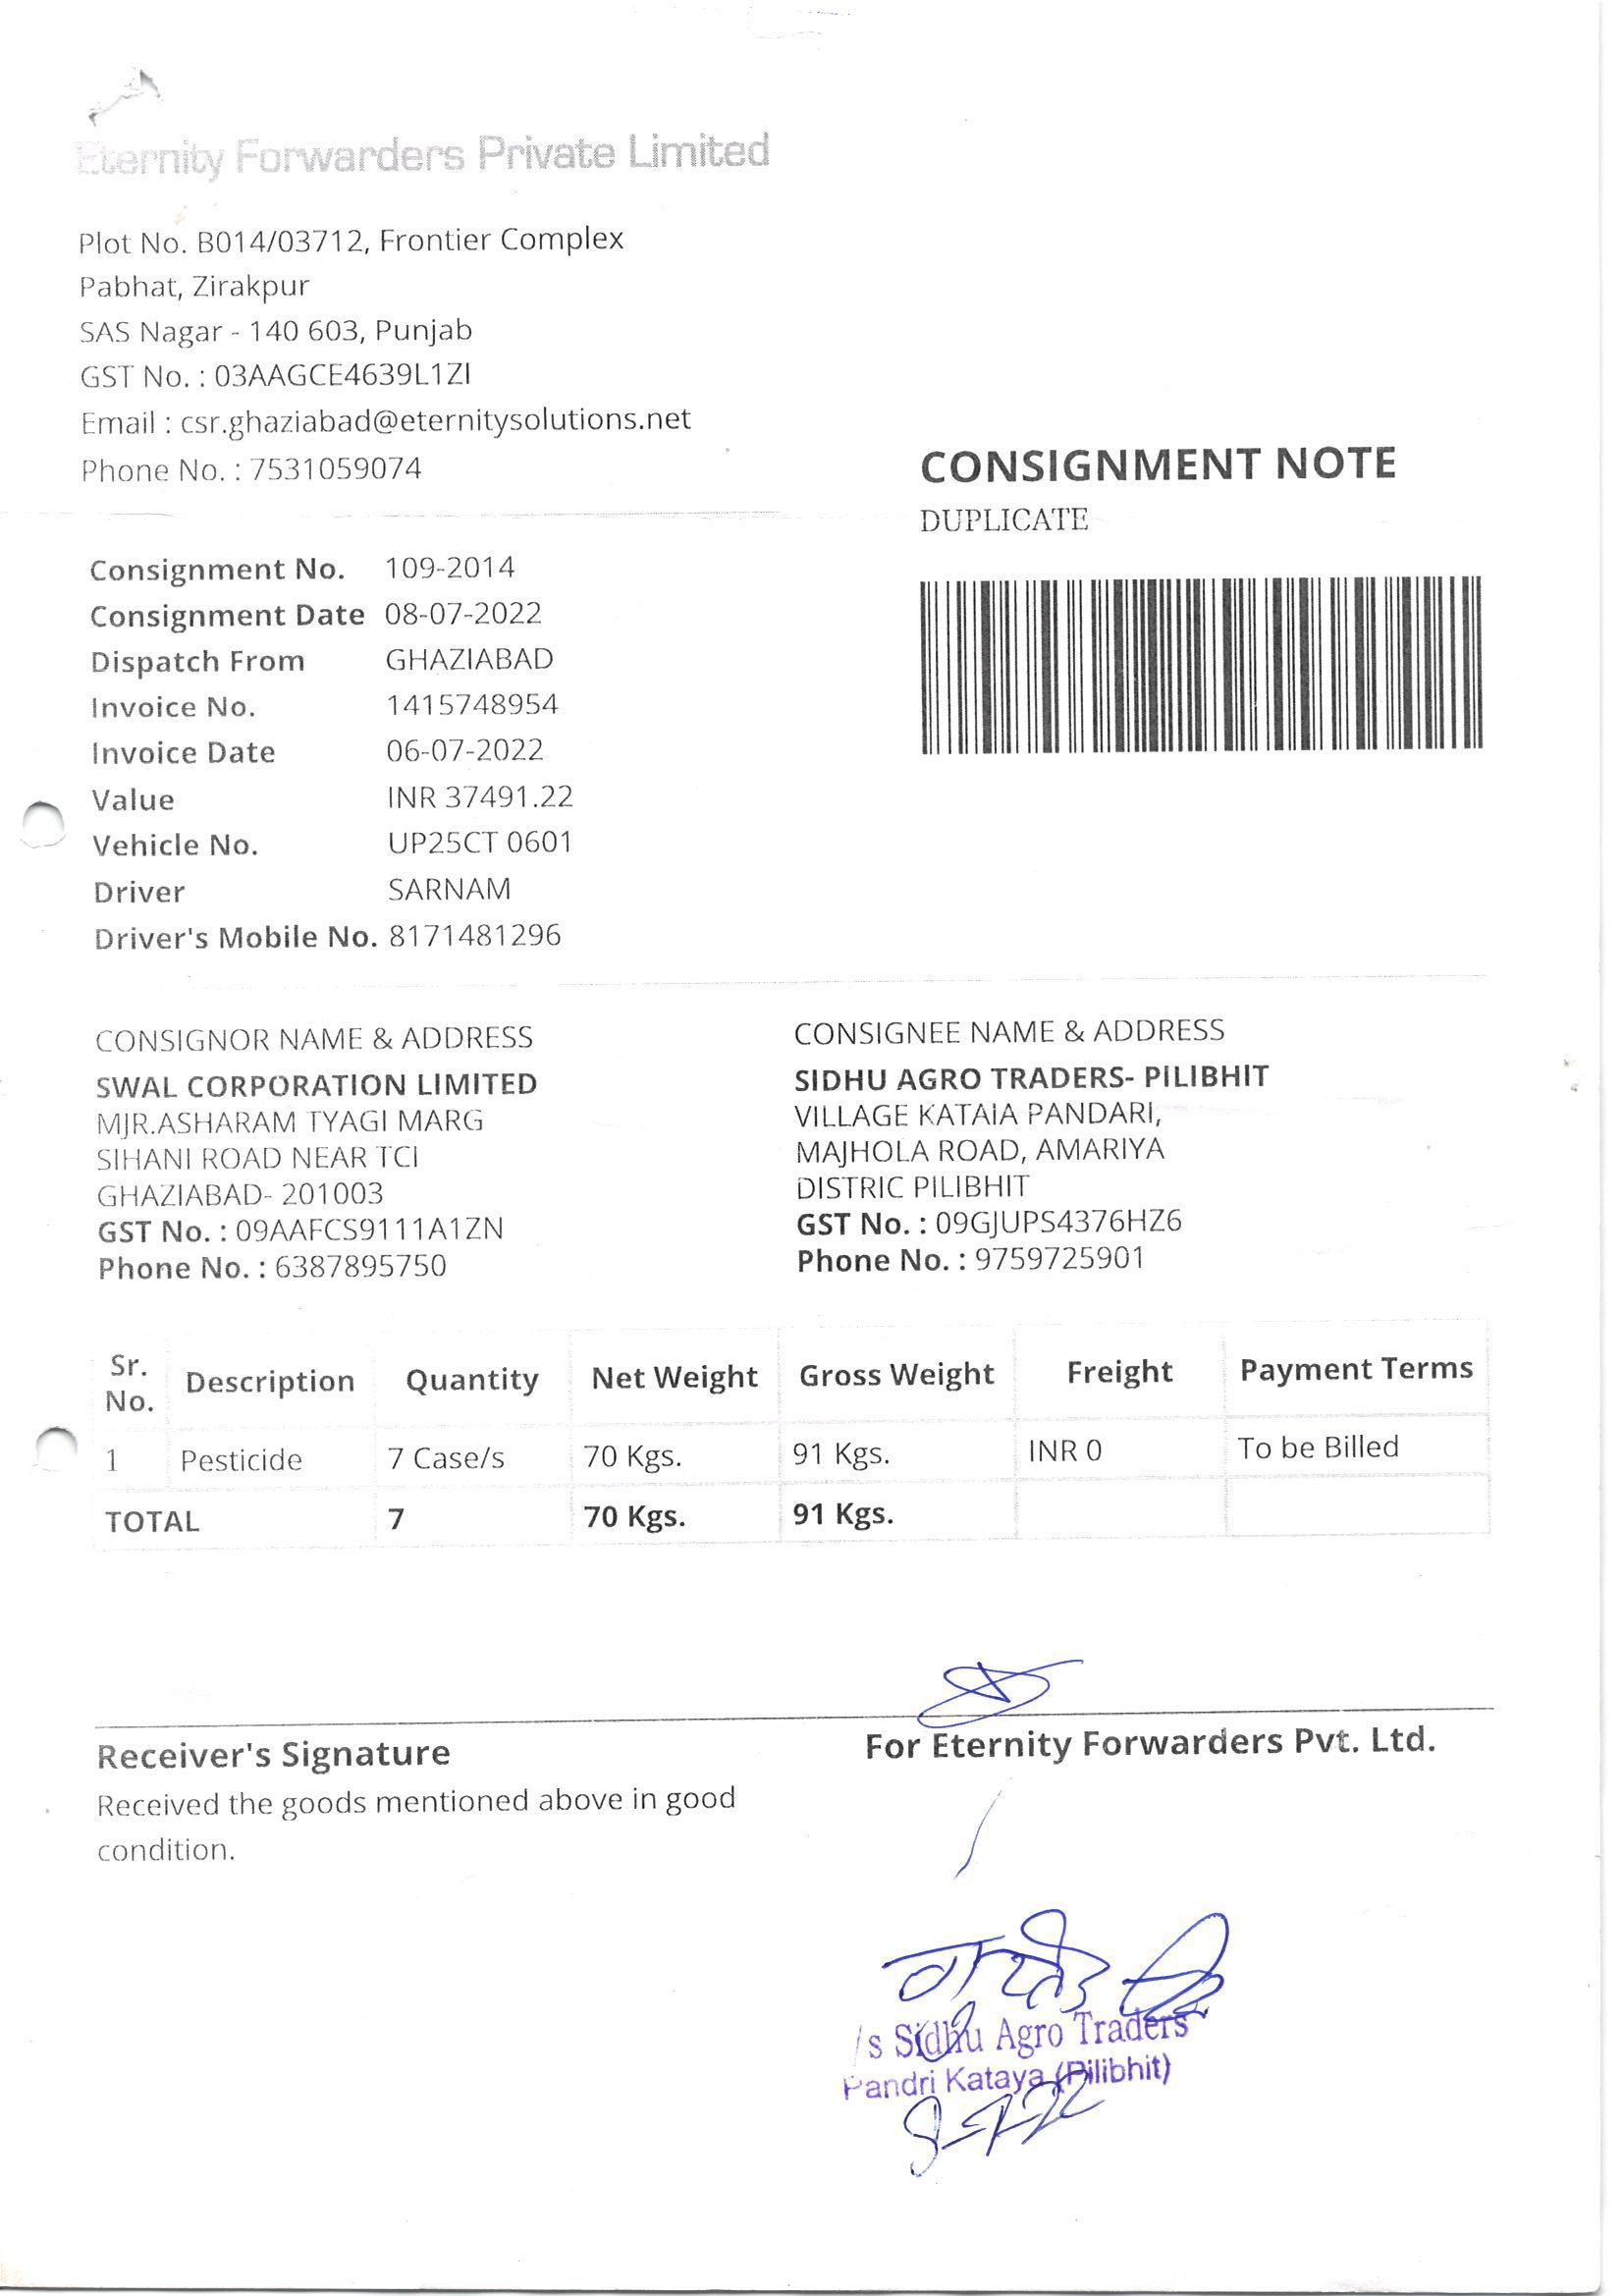 Eternity Forwarders Private Limited
Plot No. B014/03712, Frontier Complex
Pabhat, Zirakpur
SAS Nagar - 140 603, Punjab
GST No. : 03AAGCE4639L1ZI
Email : csr.ghaziabad@eternitysolutions.net
Phone No. : 7531059074
CONSIGNMENT NOTE
DUPLICATE
Consignment No. 109-2014
Consignment Date 08-07-2022
Dispatch From GHAZIABAD
Invoice No. 1415748954
Invoice Date 06-07-2022
Value INR 37491.22
Vehicle No. UP25CT 0601
Driver SARNAM
Driver's Mobile No. 8171481296
CONSIGNOR NAME & ADDRESS
SWAL CORPORATION LIMITED
MJR.ASHARAM TYAGI MARG
SIHANI ROAD NEAR TCI
GHAZIABAD- 201003
GST No. : 09AAFCS9111A1ZN
Phone No. : 6387895750
CONSIGNEE NAME & ADDRESS
SIDHU AGRO TRADERS- PILIBHIT
VILLAGE KATAIA PANDARI,
MAJHOLA ROAD, AMARIYA
DISTRIC PILIBHIT
GST No. : 09GJUPS4376HZ6
Phone No. : 9759725901
Sr. No. Description Quantity Net Weight Gross Weight Freight Payment Terms
1 Pesticide 7 Case/s 70 Kgs. 91 Kgs. INR 0 To be Billed
TOTAL 7 70 Kgs. 91 Kgs.
Receiver's Signature
Received the goods mentioned above in good
condition.
For Eternity Forwarders Pvt. Ltd.
/s Sidhu Agro Traders
Pandri Kataya (Pilibhit)